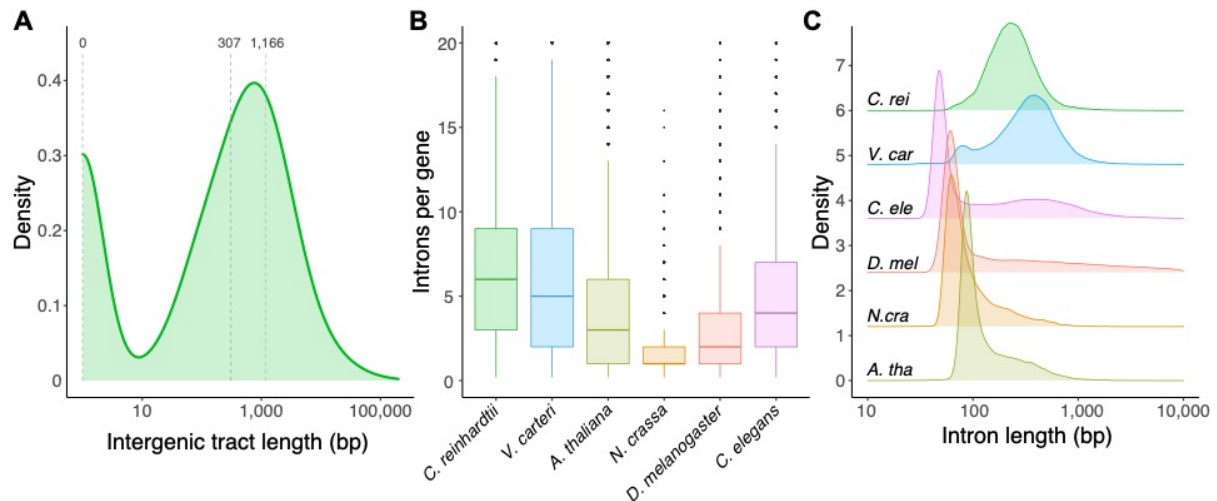 A
0
307
1,166
0.4
0.3
0.2
0.1
0
Density
10
1,000
100,000
Intergenic tract length (bp)
B
20
15
10
5
0
Introns per gene
C. reinhardtii
V. carteri
A. thaliana
N. crassa
D. melanogaster
C. elegans
C
7
6
5
4
3
2
1
0
Density
C. rei
V. car
C. ele
D. mel
N.cra
A. tha
10
100
1,000
10,000
Intron length (bp)